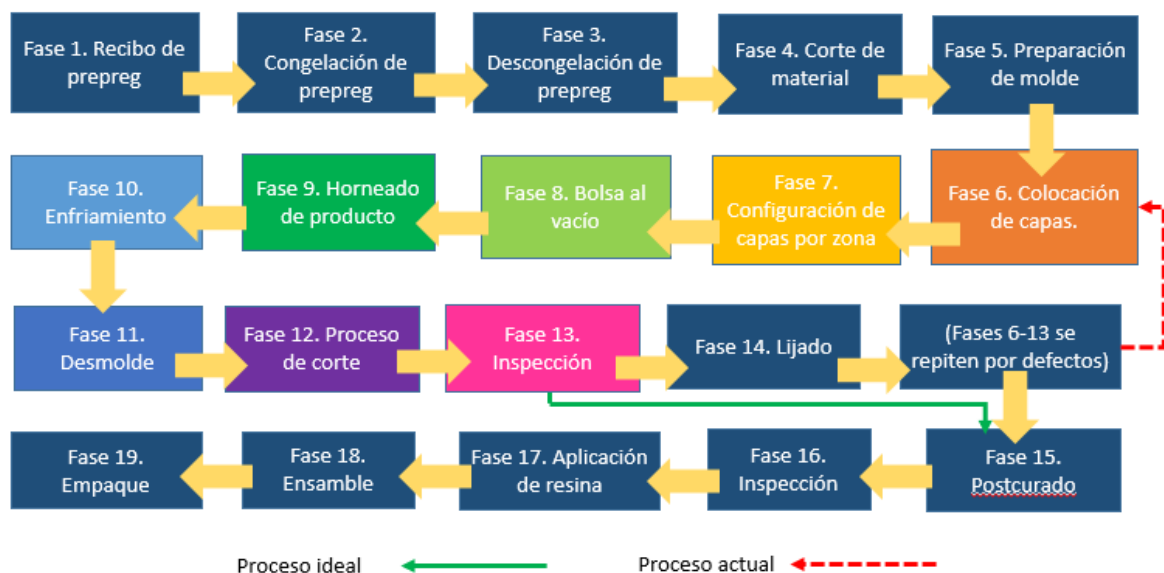 Fase 1. Recibo de
prepreg
Fase 2.
Congelación de
prepreg
Fase 3.
Descongelación de
prepreg
Fase 4. Corte de
material
Fase 5. Preparación
de molde
Fase 6. Colocación
de capas.
Fase 7.
Configuración de
capas por zona
Fase 8. Bolsa al
vacío
Fase 9. Horneado
de producto
Fase 10.
Enfriamiento
Fase 11.
Desmolde
Fase 12. Proceso
de corte
Fase 13.
Inspección
Fase 14. Lijado
(Fases 6-13 se
repiten por defectos)
Fase 15.
Postcurado
Fase 16.
Inspección
Fase 17. Aplicación
de resina
Fase 18.
Ensamble
Fase 19.
Empaque
Proceso ideal
Proceso actual